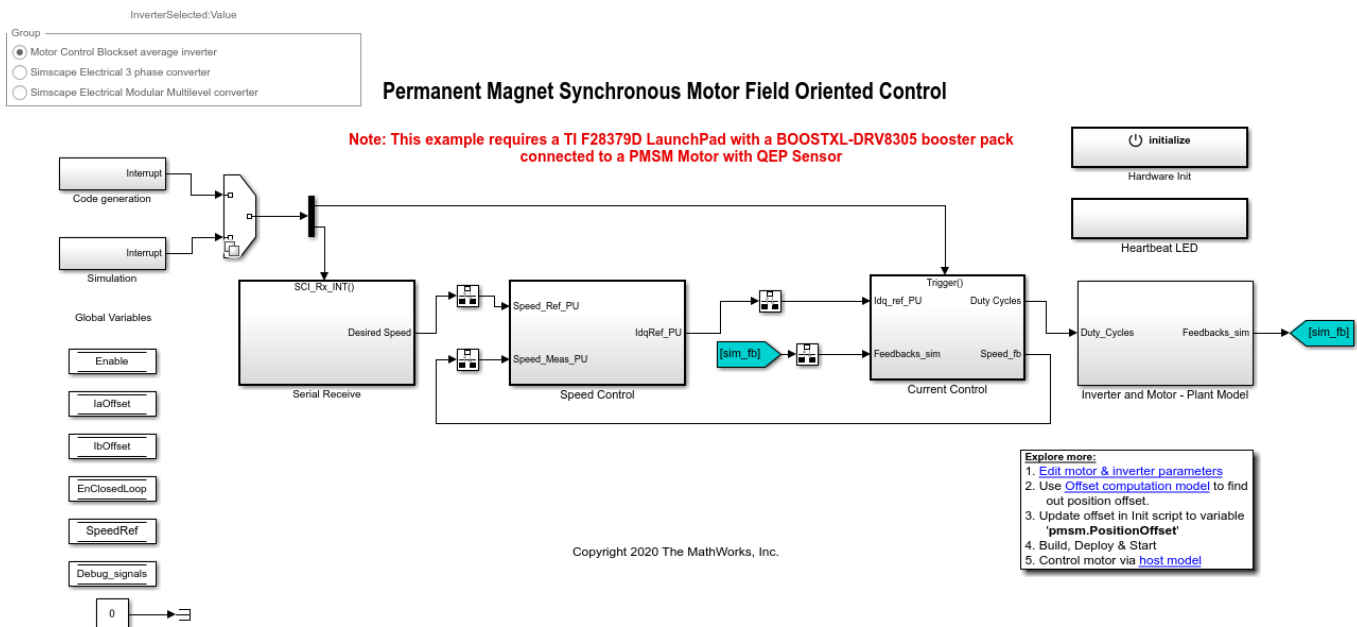 InverterSelected:Value
Group
Motor Control Blockset average inverter
Simscape Electrical 3 phase converter
Simscape Electrical Modular Multilevel converter
Permanent Magnet Synchronous Motor Field Oriented Control
Note: This example requires a TI F28379D LaunchPad with a BOOSTXL-DRV8305 booster pack
connected to a PMSM Motor with QEP Sensor
initialize
Hardware Init
Heartbeat LED
Interrupt
Code generation
Interrupt
Simulation
Global Variables
Enable
IaOffset
IbOffset
EnClosedLoop
SpeedRef
Debug_signals
0
SCI_Rx_INT()
Desired Speed
Serial Receive
Speed_Ref_PU
IdqRef_PU
Speed_Meas_PU
Speed Control
[sim_fb]
Trigger()
Idq_ref_PU
Duty Cycles
Feedbacks_sim
Speed_fb
Current Control
Duty_Cycles
Feedbacks_sim
Inverter and Motor - Plant Model
[sim_fb]
Explore more:
1. Edit motor & inverter parameters
2. Use Offset computation model to find
out position offset.
3. Update offset in Init script to variable
'pmsm.PositionOffset'
4. Build, Deploy & Start
5. Control motor via host model
Copyright 2020 The MathWorks, Inc.